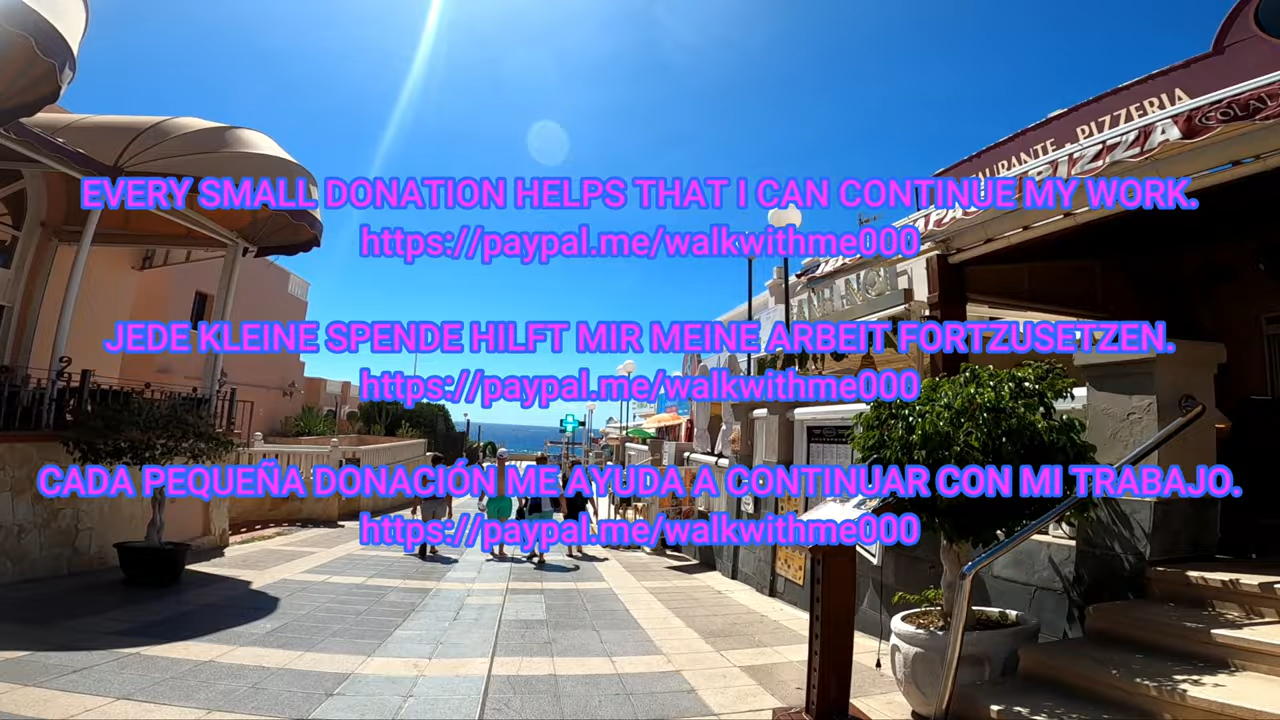 EVERY SMALL DONATION HELPS THAT I CAN CONTINUE MY WORK.
https://paypal.me/walkwithme000
JEDE KLEINE SPENDE HILFT MIR MEINE ARBEIT FORTZUSETZEN.
https://paypal.me/walkwithme000
CADA PEQUEÑA DONACIÓN ME AYUDA A CONTINUAR CON MI TRABAJO.
https://paypal.me/walkwithme000
PIZZERIA
PIZZA